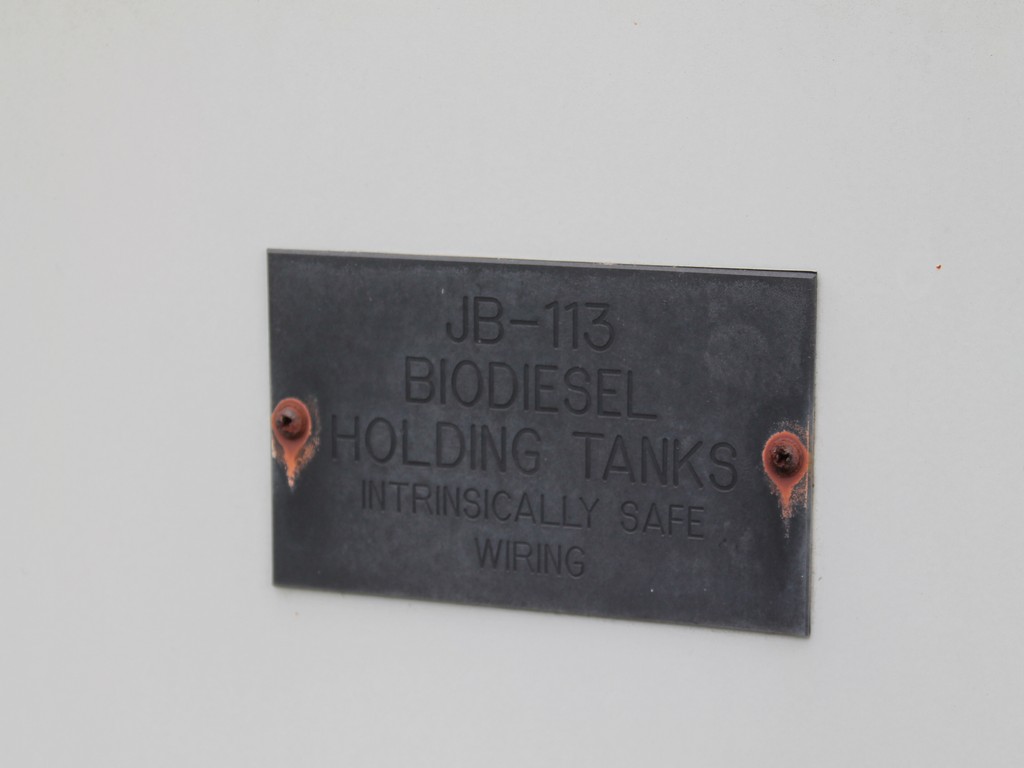 JB-113
BIODIESEL
HOLDING TANKS
INTRINSICALLY SAFE
WIRING